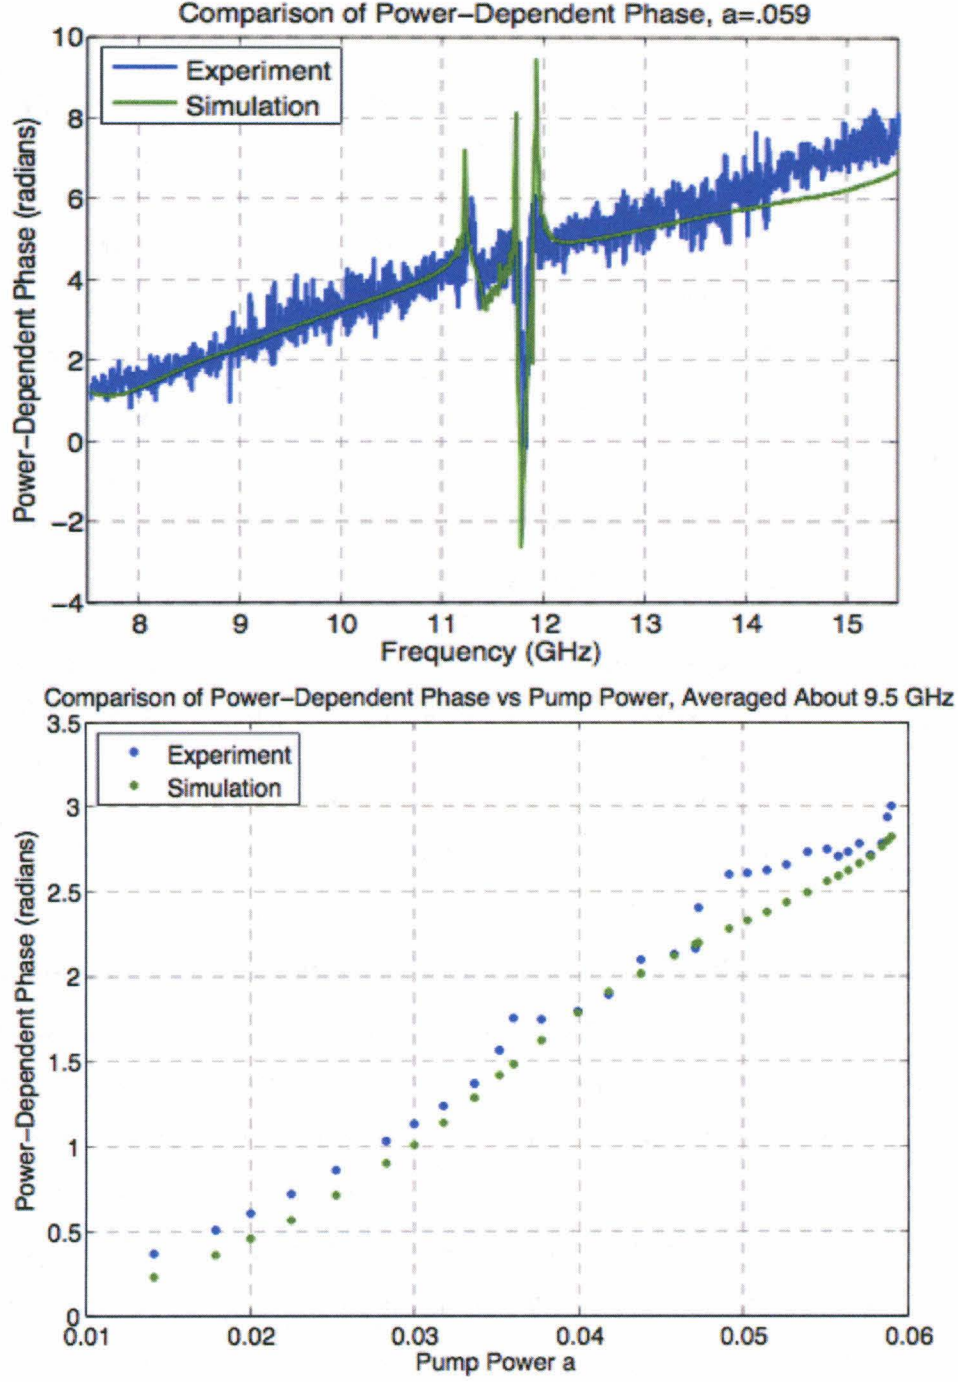 Comparison of Power−Dependent Phase, a=.059
10
8
6
4
2
0
−2
−4
Power−Dependent Phase (radians)
Experiment
Simulation
8 9 10 11 12 13 14 15
Frequency (GHz)
Comparison of Power−Dependent Phase vs Pump Power, Averaged About 9.5 GHz
3.5
3
2.5
2
1.5
1
0.5
0
Power−Dependent Phase (radians)
Experiment
Simulation
0.01 0.02 0.03 0.04 0.05 0.06
Pump Power a